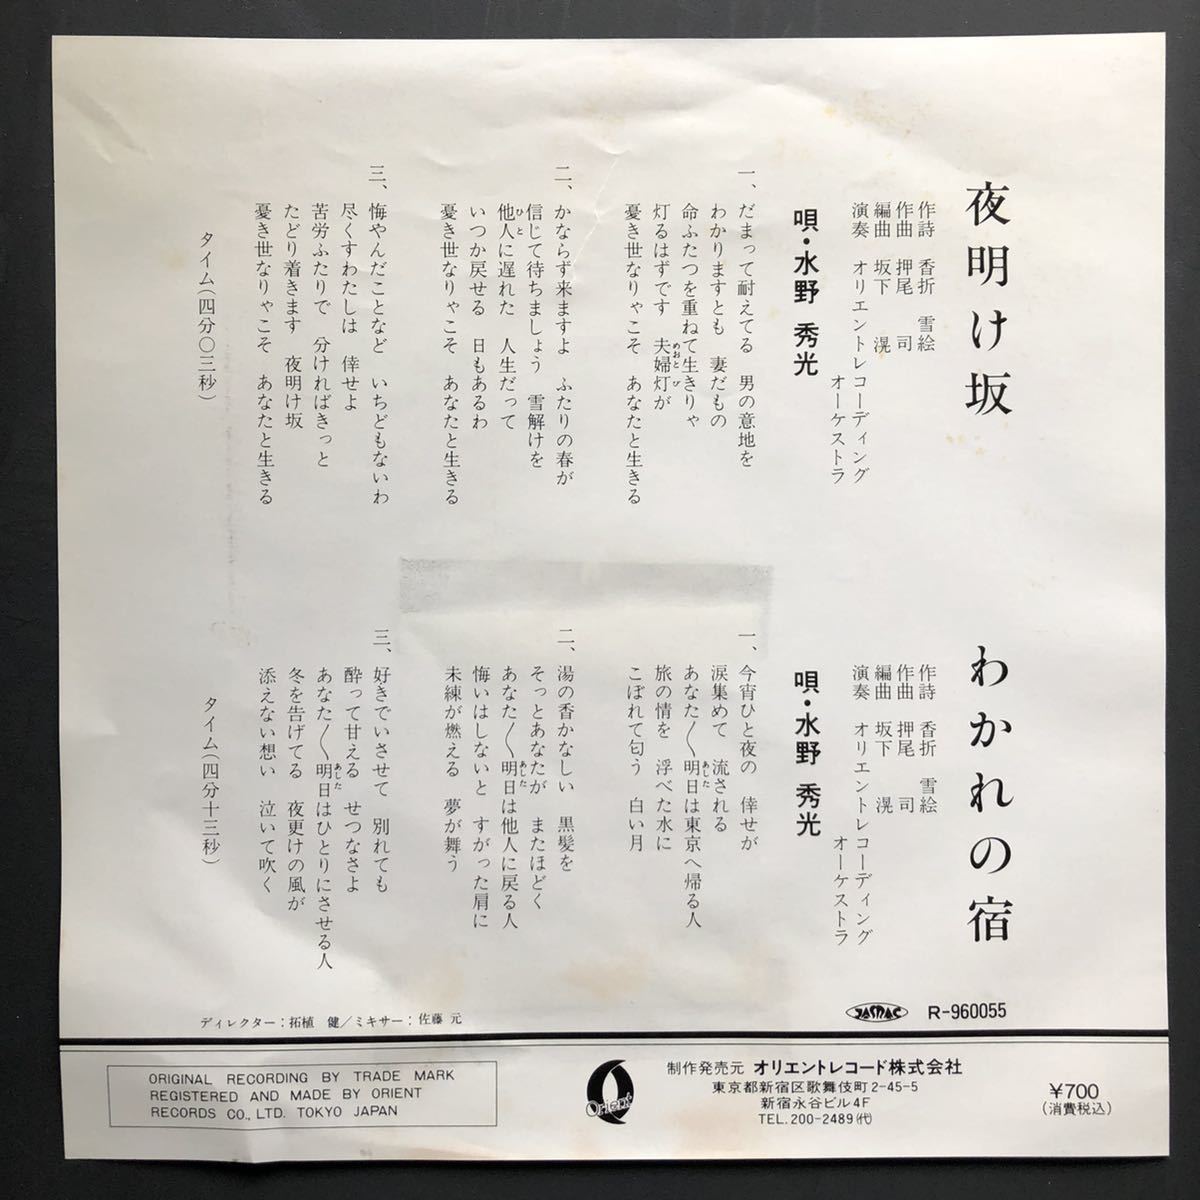 夜明け坂
作詩 香折 雪絵
作曲 押尾 司
編曲 坂下 滉
演奏 オリエントレコーディング
オーケストラ
唄・水野 秀光
一、だまって耐えてる 男の意地を
わかりますとも 妻だもの
命ふたつを重ねて生きりゃ
灯るはずです 夫婦灯が
めおとび
憂き世なりゃこそ あなたと生きる
二、かならず来ますよ ふたりの春が
信じて待ちましょう 雪解けを
他人に遅れた 人生だって
ひと
いつか戻せる 日もあるわ
憂き世なりゃこそ あなたと生きる
三、悔やんだことなど いちどもないわ
尽くすわたしは 倖せよ
苦労ふたりで 分ければきっと
たどり着きます 夜明け坂
憂き世なりゃこそ あなたと生きる
タイム(四分〇三秒)
わかれの宿
作詩 香折 雪絵
作曲 押尾 司
編曲 坂下 滉
演奏 オリエントレコーディング
オーケストラ
唄・水野 秀光
一、今宵ひと夜の 倖せが
涙集めて 流される
あなた〳〵明日は東京へ帰る人
あした
旅の情を 浮べた水に
こぼれて匂う 白い月
二、湯の香かなしい 黒髪を
そっとあなたが またほどく
あなた〳〵明日は他人に戻る人
あした
悔いはしないと すがった肩に
未練が燃える 夢が舞う
三、好きでいさせて 別れても
酔って甘える せつなさよ
あなた〳〵明日はひとりにさせる人
あした
冬を告げてる 夜更けの風が
添えない想い 泣いて吹く
タイム(四分十三秒)
ディレクター:拓植 健/ミキサー:佐藤 元
JASRAC R-960055
ORIGINAL RECORDING BY TRADE MARK
REGISTERED AND MADE BY ORIENT
RECORDS CO., LTD. TOKYO JAPAN
Orient
制作発売元 オリエントレコード株式会社
東京都新宿区歌舞伎町2-45-5
新宿永谷ビル4F
TEL.200-2489(代)
¥700
(消費税込)